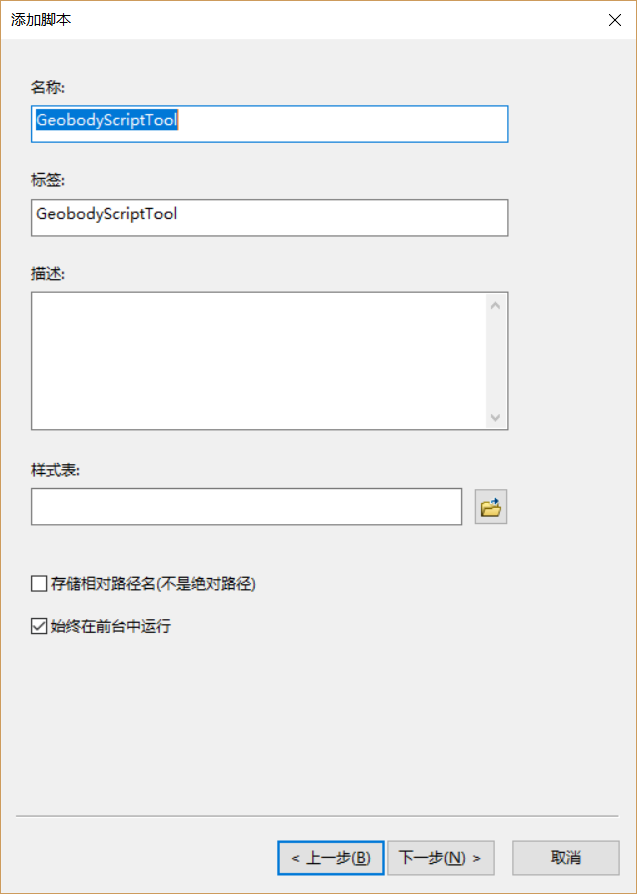 添加脚本
名称:
GeobodyScriptTool
标签:
GeobodyScriptTool
描述:
样式表:
存储相对路径名(不是绝对路径)
始终在前台中运行
< 上一步(B)
下一步(N) >
取消